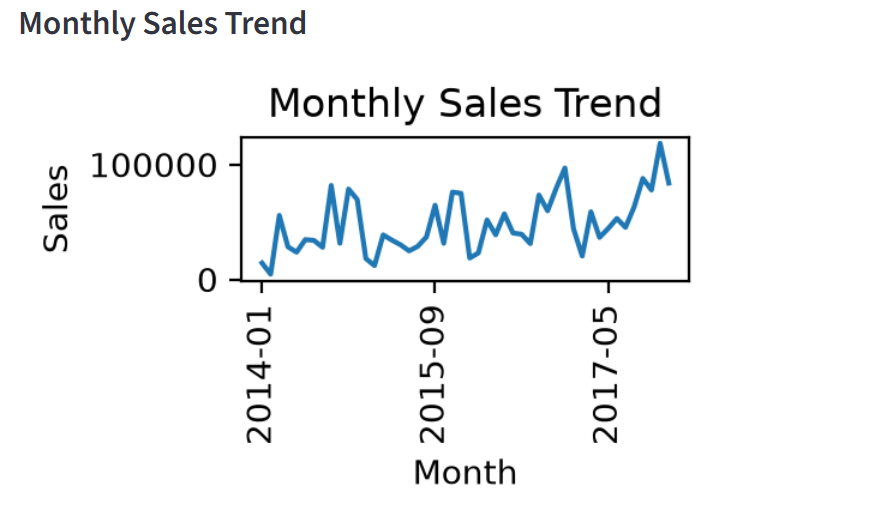 Monthly Sales Trend
Monthly Sales Trend
Sales
100000
0
2014-01
2015-09
2017-05
Month